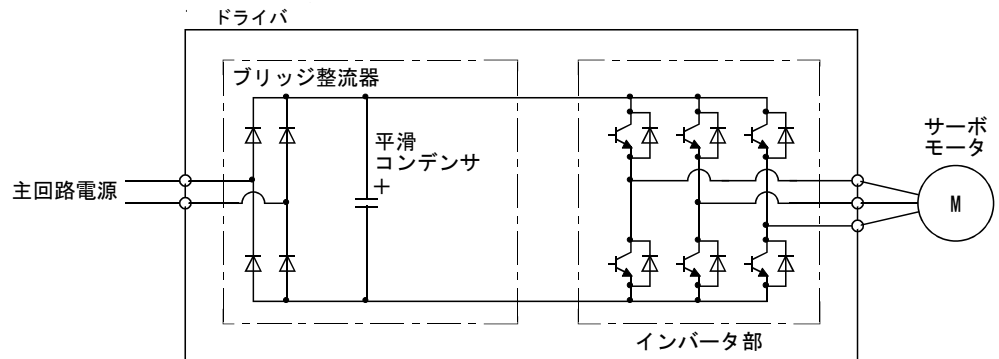 ドライバ
ブリッジ整流器
平滑
コンデンサ
+
主回路電源
サーボ
モータ
M
インバータ部